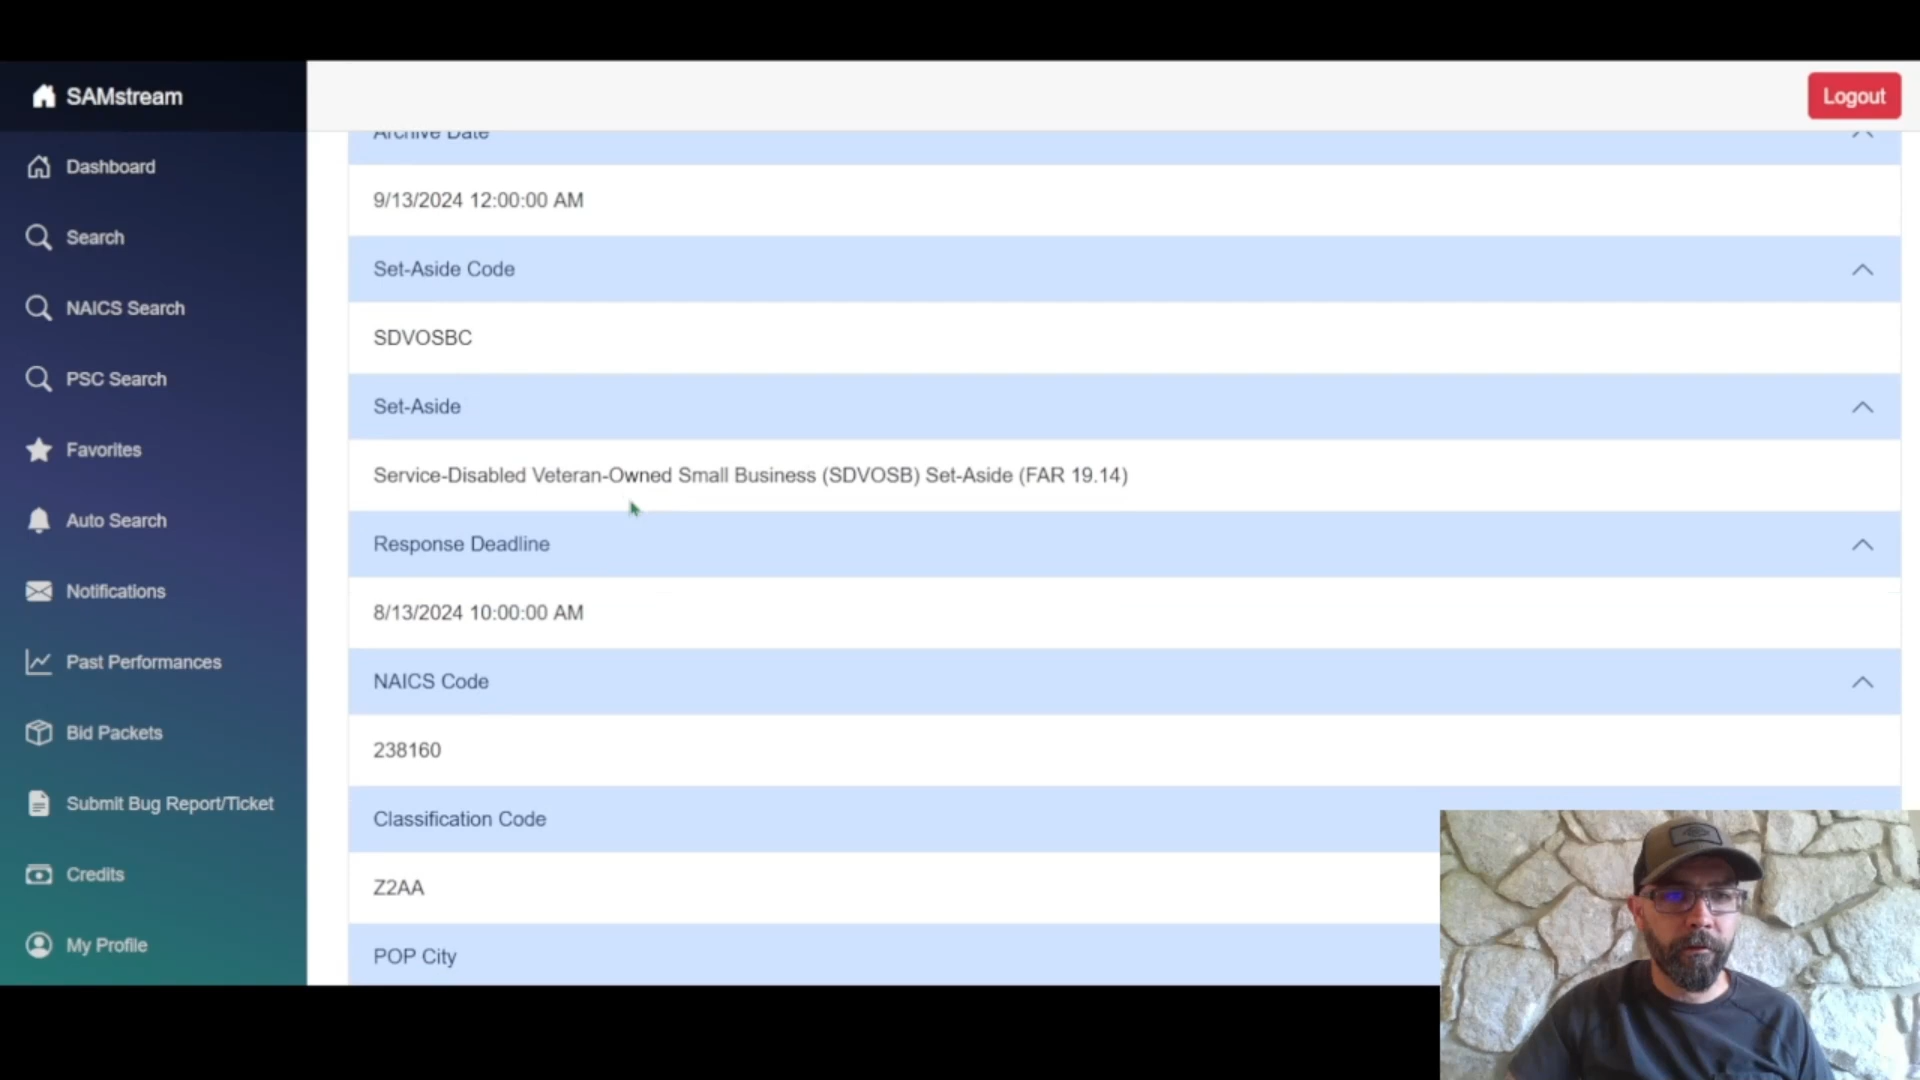 SAMstream
Logout
Dashboard
Search
NAICS Search
PSC Search
Favorites
Auto Search
Notifications
Past Performances
Bid Packets
Submit Bug Report/Ticket
Credits
My Profile
Archive Date
9/13/2024 12:00:00 AM
Set-Aside Code
SDVOSBC
Set-Aside
Service-Disabled Veteran-Owned Small Business (SDVOSB) Set-Aside (FAR 19.14)
Response Deadline
8/13/2024 10:00:00 AM
NAICS Code
238160
Classification Code
Z2AA
POP City